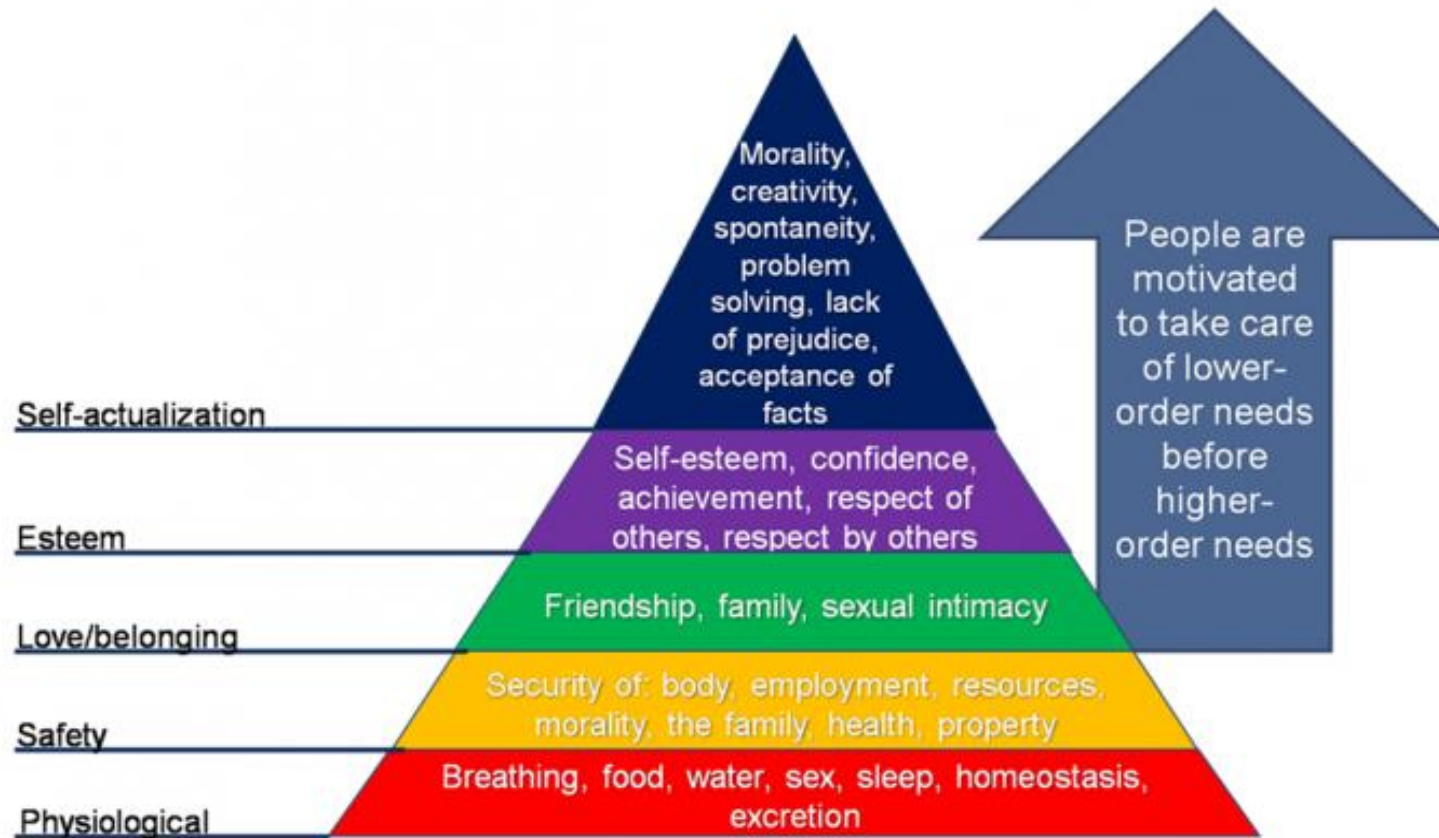 Morality,
creativity,
spontaneity,
problem
solving, lack
of prejudice,
acceptance of
facts
Self-actualization
Self-esteem, confidence,
achievement, respect of
others, respect by others
Esteem
Friendship, family, sexual intimacy
Love/belonging
Security of: body, employment, resources,
morality, the family, health, property
Safety
Breathing, food, water, sex, sleep, homeostasis,
excretion
Physiological
People are
motivated
to take care
of lower-
order needs
before
higher-
order needs